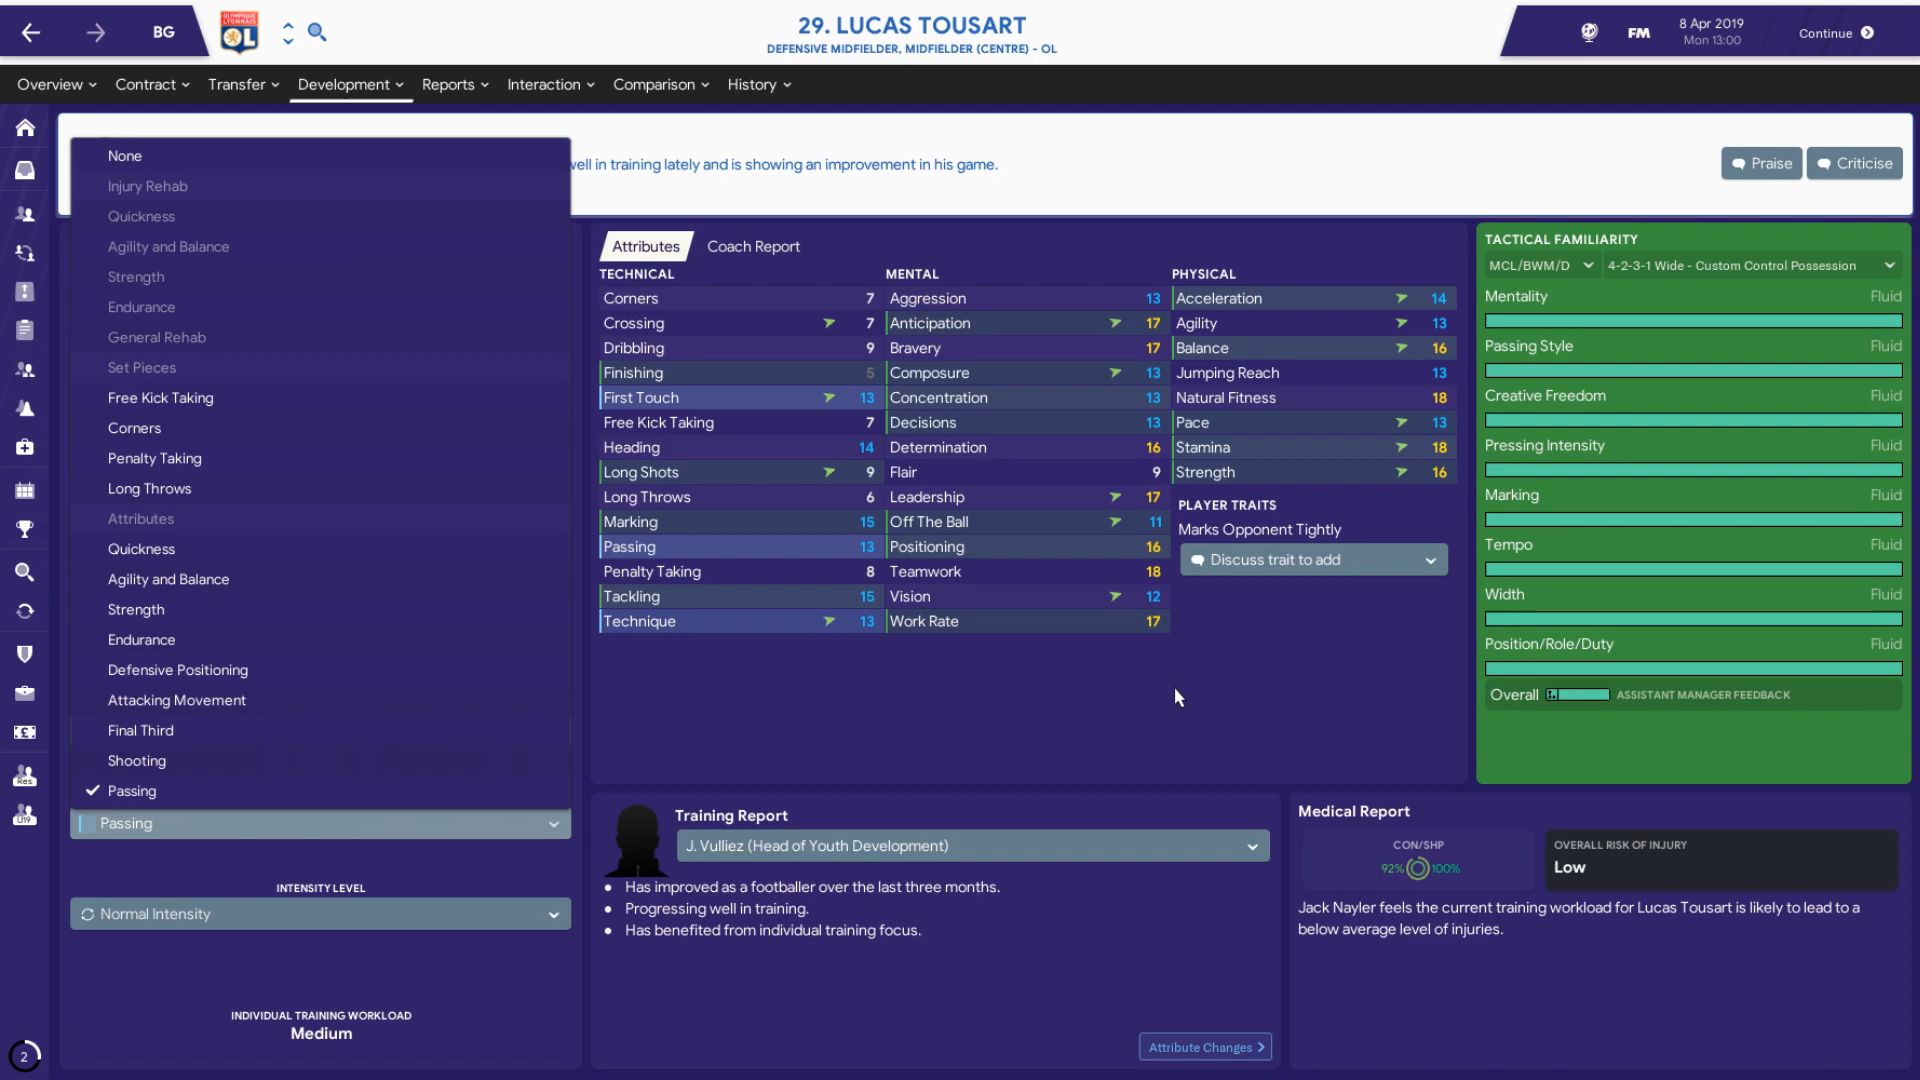 BG
OLYMPIQUE
LYONNAIS
OL
29. LUCAS TOUSART
DEFENSIVE MIDFIELDER, MIDFIELDER (CENTRE) - OL
FM
8 Apr 2019
Mon 13:00
Continue
Overview
Contract
Transfer
Development
Reports
Interaction
Comparison
History
well in training lately and is showing an improvement in his game.
Praise
Criticise
None
Injury Rehab
Quickness
Agility and Balance
Strength
Endurance
General Rehab
Set Pieces
Free Kick Taking
Corners
Penalty Taking
Long Throws
Attributes
Quickness
Agility and Balance
Strength
Endurance
Defensive Positioning
Attacking Movement
Final Third
Shooting
Passing
Passing
INTENSITY LEVEL
Normal Intensity
INDIVIDUAL TRAINING WORKLOAD
Medium
Attributes
Coach Report
TECHNICAL
Corners 7
Crossing 7
Dribbling 9
Finishing 5
First Touch 13
Free Kick Taking 7
Heading 14
Long Shots 9
Long Throws 6
Marking 15
Passing 13
Penalty Taking 8
Tackling 15
Technique 13
MENTAL
Aggression 13
Anticipation 17
Bravery 17
Composure 13
Concentration 13
Decisions 13
Determination 16
Flair 9
Leadership 17
Off The Ball 11
Positioning 16
Teamwork 18
Vision 12
Work Rate 17
PHYSICAL
Acceleration 14
Agility 13
Balance 16
Jumping Reach 13
Natural Fitness 18
Pace 13
Stamina 18
Strength 16
PLAYER TRAITS
Marks Opponent Tightly
Discuss trait to add
TACTICAL FAMILIARITY
MCL/BWM/D
4-2-3-1 Wide - Custom Control Possession
Mentality Fluid
Passing Style Fluid
Creative Freedom Fluid
Pressing Intensity Fluid
Marking Fluid
Tempo Fluid
Width Fluid
Position/Role/Duty Fluid
Overall ASSISTANT MANAGER FEEDBACK
Training Report
J. Vulliez (Head of Youth Development)
• Has improved as a footballer over the last three months.
• Progressing well in training.
• Has benefited from individual training focus.
Attribute Changes
Medical Report
CON/SHP
92% 100%
OVERALL RISK OF INJURY
Low
Jack Nayler feels the current training workload for Lucas Tousart is likely to lead to a
below average level of injuries.
Res
U19
2